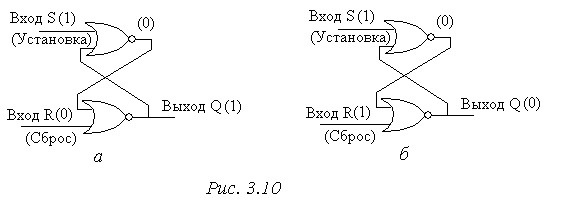 Вход S (1)
(Установка)
(0)
Вход R(0)
(Сброс)
Выход Q (1)
а
Вход S (1)
(Установка)
(0)
Вход R(1)
(Сброс)
Выход Q (0)
б
Рис. 3.10